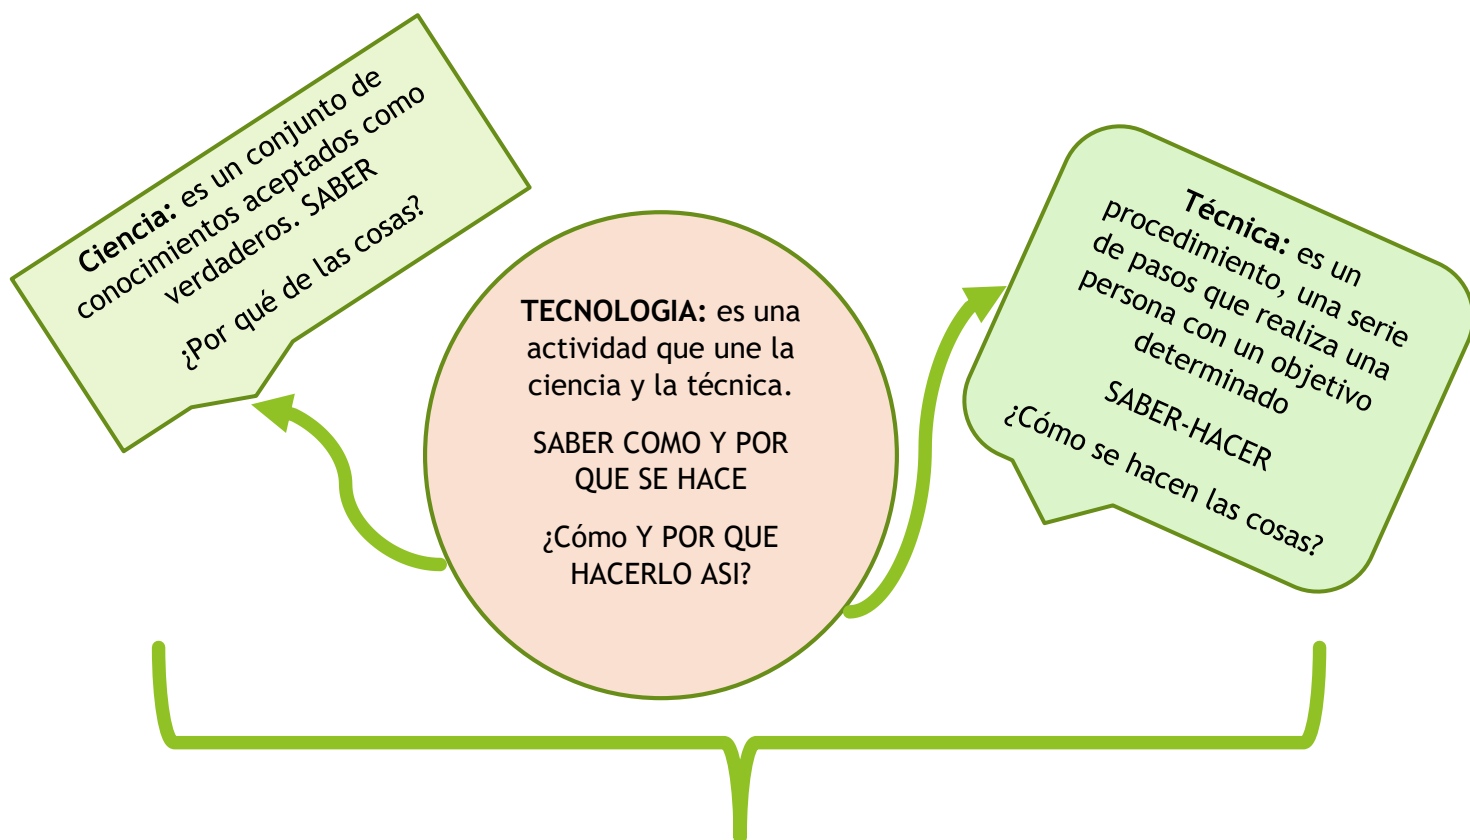 Ciencia: es un conjunto de
conocimientos aceptados como
verdaderos. SABER
¿Por qué de las cosas?
TECNOLOGIA: es una
actividad que une la
ciencia y la técnica.
SABER COMO Y POR
QUE SE HACE
¿Cómo Y POR QUE
HACERLO ASI?
Técnica: es un
procedimiento, una serie
de pasos que realiza una
persona con un objetivo
determinado
SABER-HACER
¿Cómo se hacen las cosas?